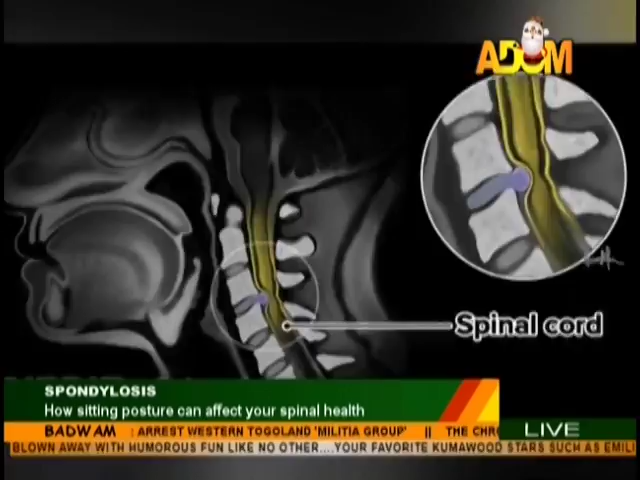 ADOM
Spinal cord
SPONDYLOSIS
How sitting posture can affect your spinal health
BADWAM : ARREST WESTERN TOGOLAND 'MILITIA GROUP' || THE CHR
LIVE
BLOWN AWAY WITH HUMOROUS FUN LIKE NO OTHER....YOUR FAVORITE KUMAWOOD STARS SUCH AS EMIL